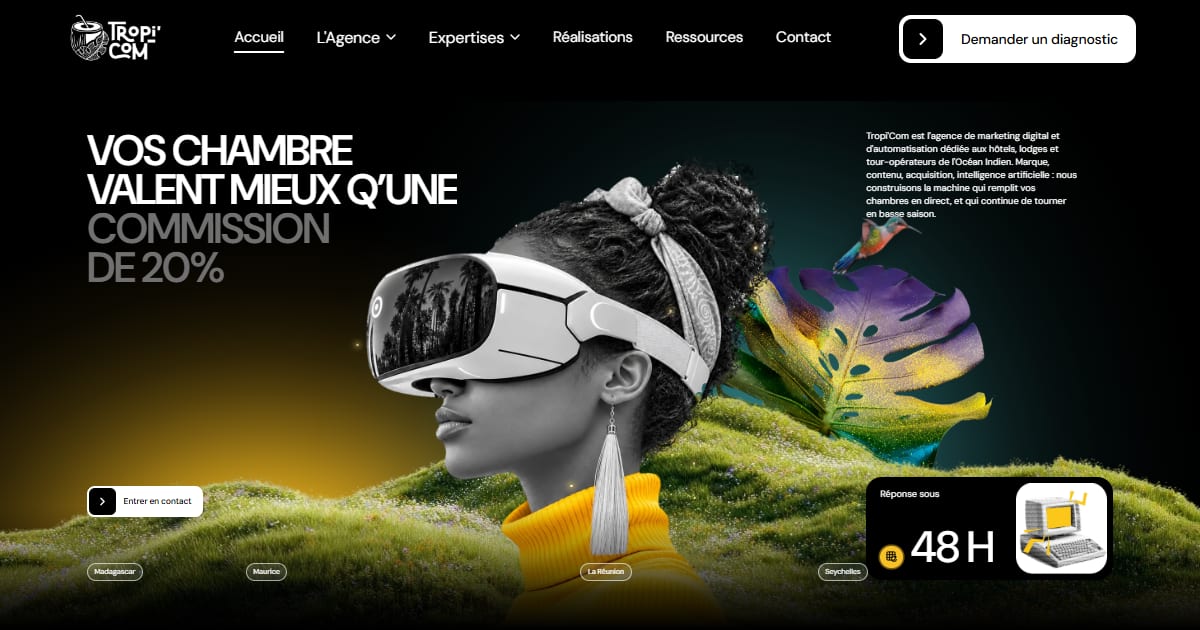 TROPI'
COM
Accueil
L'Agence
Expertises
Réalisations
Ressources
Contact
Demander un diagnostic
VOS CHAMBRE
VALENT MIEUX Q’UNE
COMMISSION
DE 20%
Tropi'Com est l'agence de marketing digital et
d'automatisation dédiée aux hôtels, lodges et
tour-opérateurs de l'Océan Indien. Marque,
contenu, acquisition, intelligence artificielle : nous
construisons la machine qui remplit vos
chambres en direct, et qui continue de tourner
en basse saison.
Entrer en contact
Réponse sous
48 H
Madagascar
Maurice
La Réunion
Seychelles